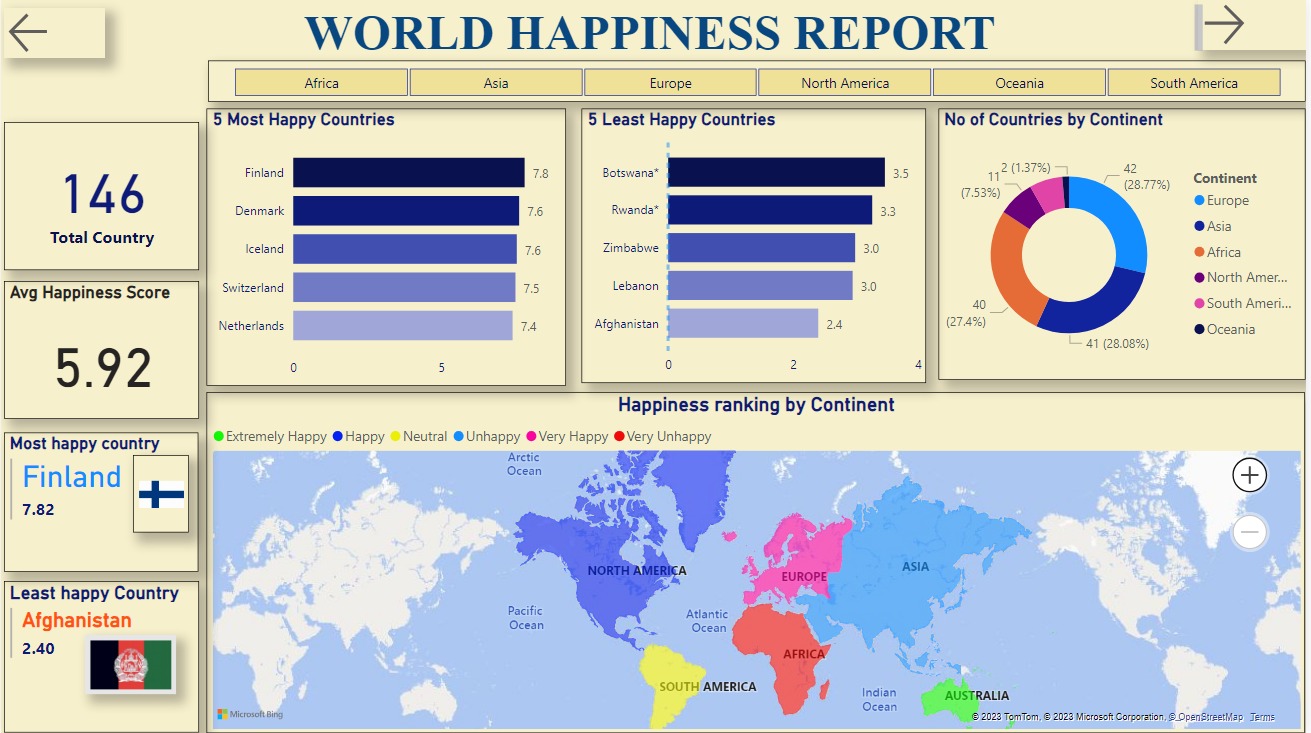 WORLD HAPPINESS REPORT
Africa
Asia
Europe
North America
Oceania
South America
146
Total Country
Avg Happiness Score
5.92
Most happy country
Finland
7.82
Least happy Country
Afghanistan
2.40
5 Most Happy Countries
Finland
7.8
Denmark
7.6
Iceland
7.6
Switzerland
7.5
Netherlands
7.4
0
5
5 Least Happy Countries
Botswana*
3.5
Rwanda*
3.3
Zimbabwe
3.0
Lebanon
3.0
Afghanistan
2.4
0
2
4
No of Countries by Continent
2 (1.37%)
11
(7.53%)
42
(28.77%)
40
(27.4%)
41 (28.08%)
Continent
Europe
Asia
Africa
North Amer...
South Ameri...
Oceania
Happiness ranking by Continent
Extremely Happy
Happy
Neutral
Unhappy
Very Happy
Very Unhappy
Arctic
Ocean
NORTH AMERICA
EUROPE
ASIA
Pacific
Ocean
Atlantic
Ocean
AFRICA
SOUTH AMERICA
Indian
Ocean
AUSTRALIA
Microsoft Bing
© 2023 TomTom, © 2023 Microsoft Corporation, © OpenStreetMap Terms